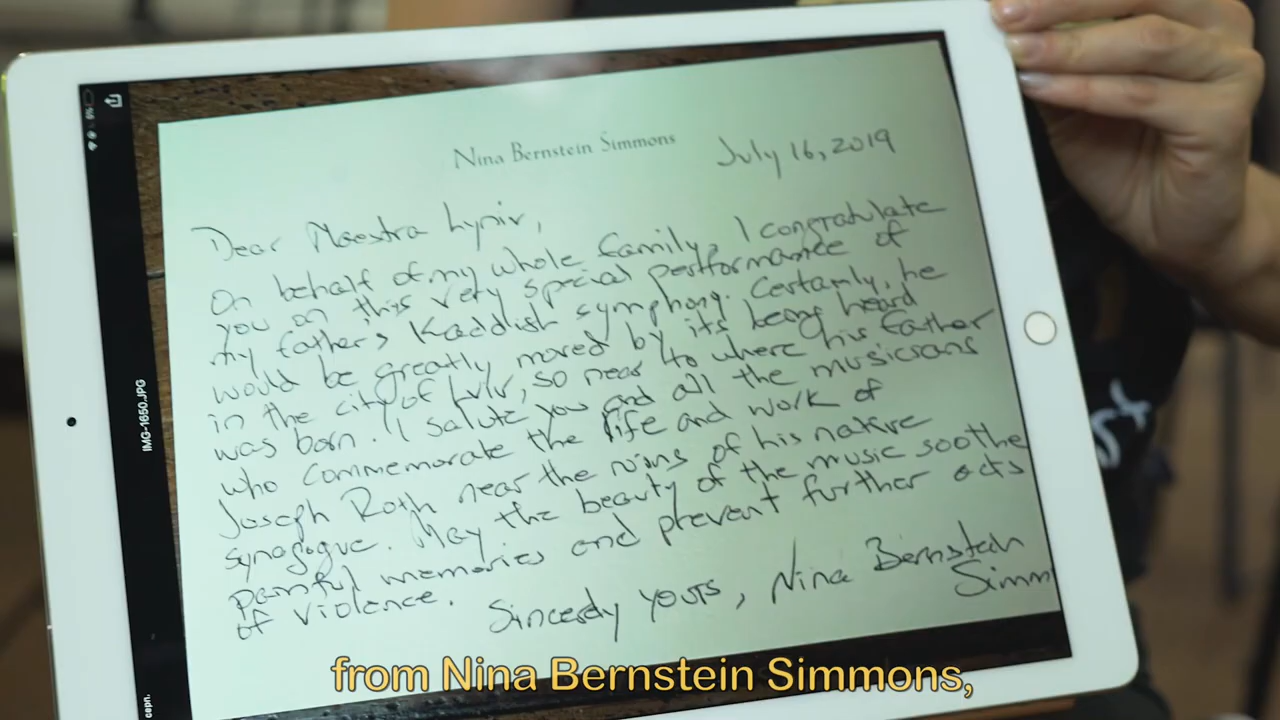 Nina Bernstein Simmons
July 16, 2019
Dear Maestra Lyniv,
On behalf of my whole family, I congratulate
you on this very special performance of
my father's Kaddish symphony. Certainly, he
would be greatly moved by its being heard
in the city of Lviv, so near to where his father
was born. I salute you and all the musicians
who commemorate the life and work of
Joseph Roth near the ruins of his native
synagogue. May the beauty of the music soothe
painful memories and prevent further acts
of violence.
Sincerely yours, Nina Bernstein
Simm
IMG-1650.JPG
5%
серп.
from Nina Bernstein Simmons,